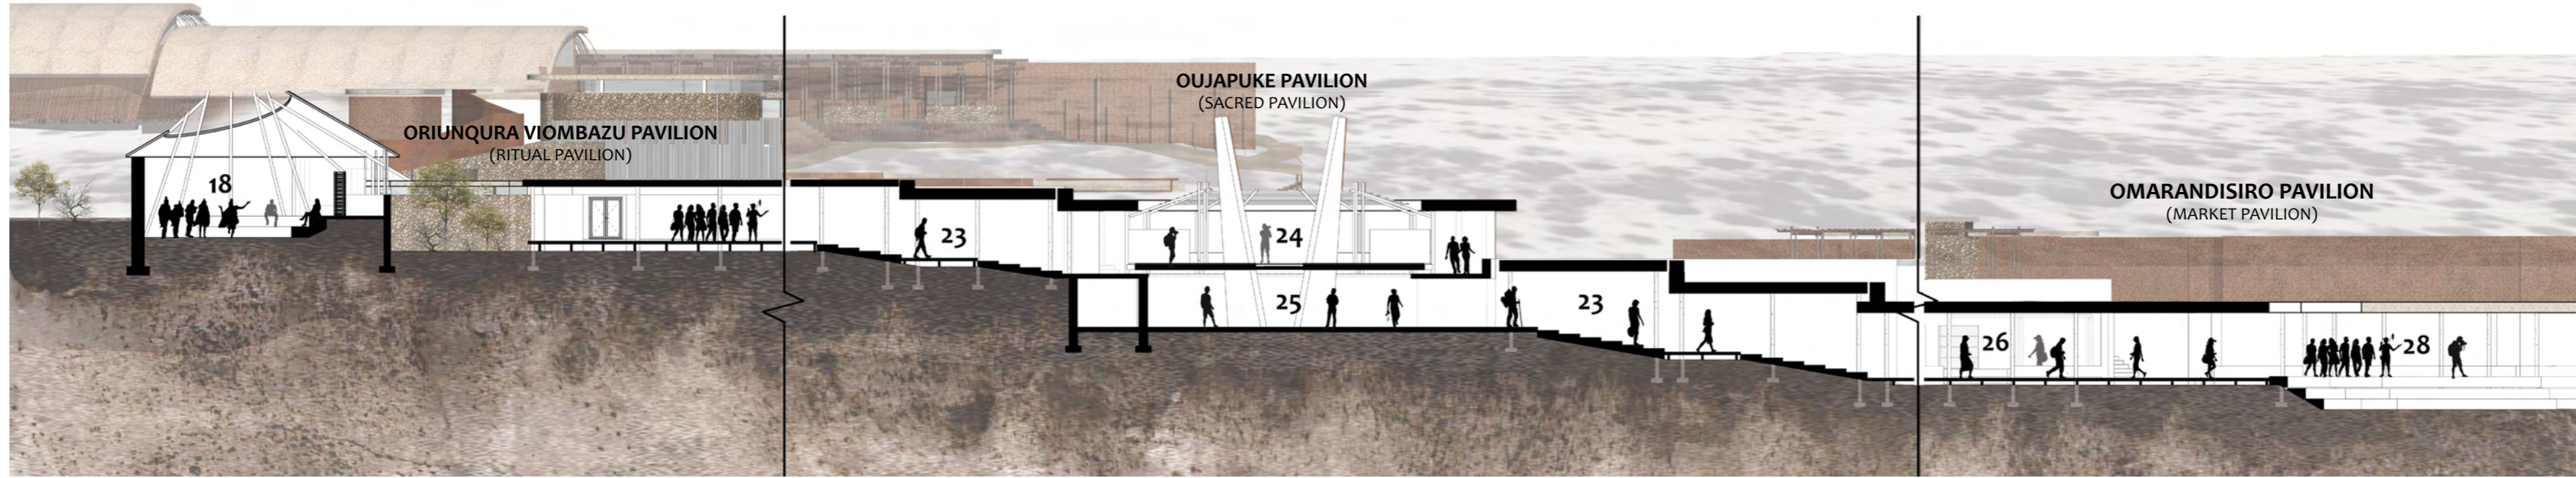 ORIUNQURA VIOMBAZU PAVILION
(RITUAL PAVILION)
18
OUJAPUKE PAVILION
(SACRED PAVILION)
23
24
25
23
OMARANDISIRO PAVILION
(MARKET PAVILION)
26
28